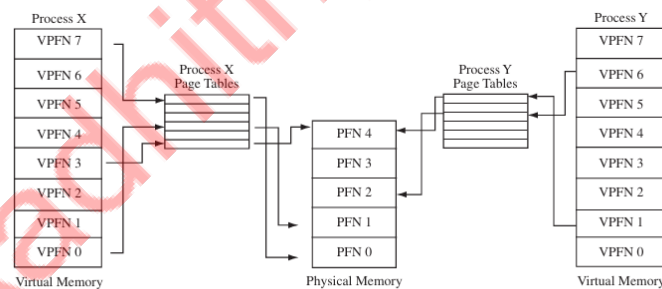 Process X
VPFN 7
VPFN 6
VPFN 5
VPFN 4
VPFN 3
VPFN 2
VPFN 1
VPFN 0
Virtual Memory
Process X
Page Tables
PFN 4
PFN 3
PFN 2
PFN 1
PFN 0
Physical Memory
Process Y
Page Tables
Process Y
VPFN 7
VPFN 6
VPFN 5
VPFN 4
VPFN 3
VPFN 2
VPFN 1
VPFN 0
Virtual Memory
adhith